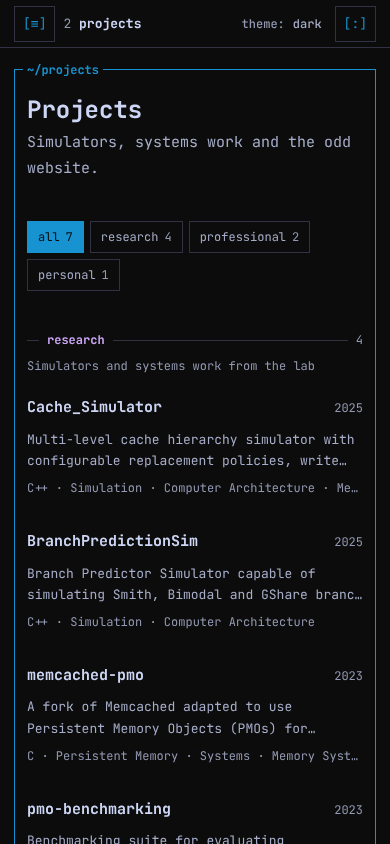 [≡] 2 projects theme: dark [:]
~/projects
Projects
Simulators, systems work and the odd
website.
all 7 research 4 professional 2
personal 1
research 4
Simulators and systems work from the lab
Cache_Simulator 2025
Multi-level cache hierarchy simulator with
configurable replacement policies, write…
C++ · Simulation · Computer Architecture · Me…
BranchPredictionSim 2025
Branch Predictor Simulator capable of
simulating Smith, Bimodal and GShare branc…
C++ · Simulation · Computer Architecture
memcached-pmo 2023
A fork of Memcached adapted to use
Persistent Memory Objects (PMOs) for…
C · Persistent Memory · Systems · Memory Syst…
pmo-benchmarking 2023
Benchmarking suite for evaluating